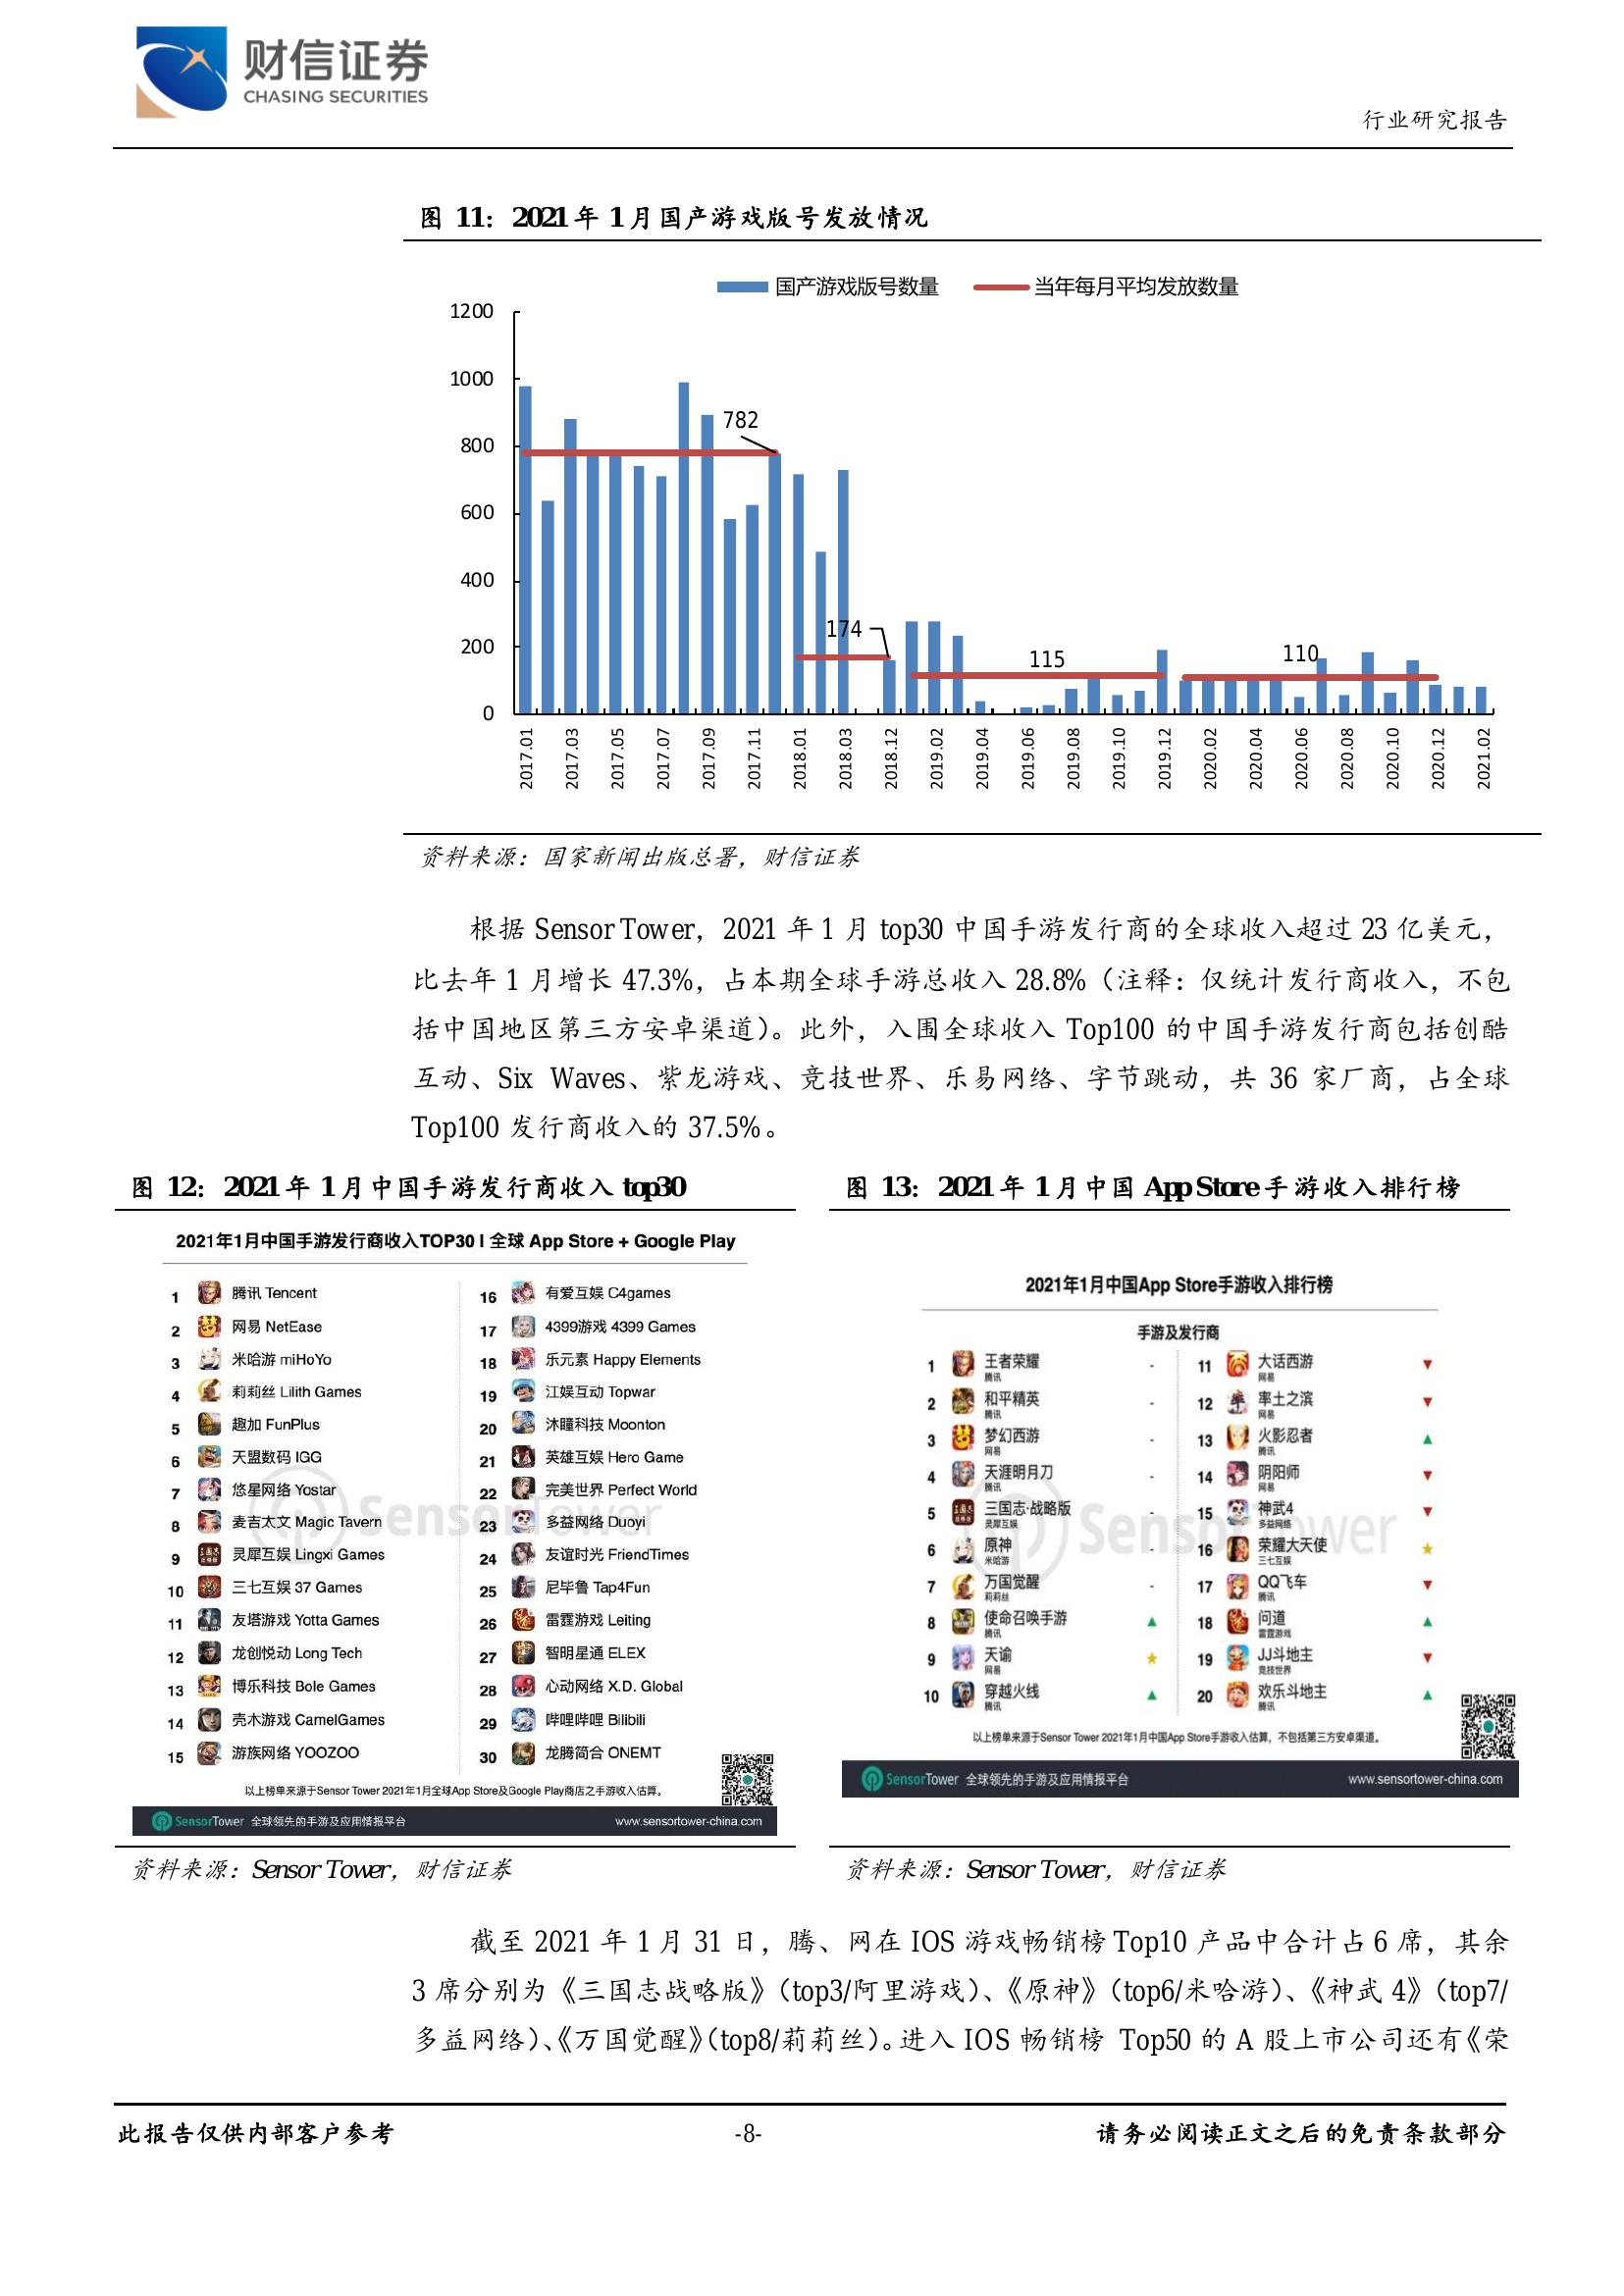 财信证券
CHASING SECURITIES
行业研究报告
图 11：2021 年 1 月国产游戏版号发放情况
国产游戏版号数量
当年每月平均发放数量
1200
1000
800
600
400
200
0
782
174
115
110
2017.01
2017.03
2017.05
2017.07
2017.09
2017.11
2018.01
2018.03
2018.12
2019.02
2019.04
2019.06
2019.08
2019.10
2019.12
2020.02
2020.04
2020.06
2020.08
2020.10
2020.12
2021.02
资料来源：国家新闻出版总署，财信证券
根据 Sensor Tower，2021 年 1 月 top30 中国手游发行商的全球收入超过 23 亿美元，
比去年 1 月增长 47.3%，占本期全球手游总收入 28.8%（注释：仅统计发行商收入，不包
括中国地区第三方安卓渠道）。此外，入围全球收入 Top100 的中国手游发行商包括创酷
互动、Six Waves、紫龙游戏、竞技世界、乐易网络、字节跳动，共 36 家厂商，占全球
Top100 发行商收入的 37.5%。
图 12：2021 年 1 月中国手游发行商收入 top30
2021年1月中国手游发行商收入TOP30 | 全球 App Store + Google Play
1 腾讯 Tencent
2 网易 NetEase
3 米哈游 miHoYo
4 莉莉丝 Lilith Games
5 趣加 FunPlus
6 天盟数码 IGG
7 悠星网络 Yostar
8 麦吉太文 Magic Tavern
9 灵犀互娱 Lingxi Games
10 三七互娱 37 Games
11 友塔游戏 Yotta Games
12 龙创悦动 Long Tech
13 博乐科技 Bole Games
14 壳木游戏 CamelGames
15 游族网络 YOOZOO
16 有爱互娱 C4games
17 4399游戏 4399 Games
18 乐元素 Happy Elements
19 江娱互动 Topwar
20 沐瞳科技 Moonton
21 英雄互娱 Hero Game
22 完美世界 Perfect World
23 多益网络 Duoyi
24 友谊时光 FriendTimes
25 尼毕鲁 Tap4Fun
26 雷霆游戏 Leiting
27 智明星通 ELEX
28 心动网络 X.D. Global
29 哔哩哔哩 Bilibili
30 龙腾简合 ONEMT
SensorTower
以上榜单来源于Sensor Tower 2021年1月全球App Store及Google Play商店之手游收入估算。
SensorTower 全球领先的手游及应用情报平台
www.sensortower-china.com
资料来源：Sensor Tower，财信证券
图 13：2021 年 1 月中国 App Store 手游收入排行榜
2021年1月中国App Store手游收入排行榜
手游及发行商
1 王者荣耀 -
腾讯
2 和平精英 -
腾讯
3 梦幻西游 -
网易
4 天涯明月刀 -
腾讯
5 三国志·战略版 -
灵犀互娱
6 原神 -
米哈游
7 万国觉醒 -
莉莉丝
8 使命召唤手游 ▲
腾讯
9 天谕 ★
网易
10 穿越火线 ▲
腾讯
11 大话西游 ▼
网易
12 率土之滨 ▼
网易
13 火影忍者 ▲
腾讯
14 阴阳师 ▼
网易
15 神武4 ▼
多益网络
16 荣耀大天使 ★
三七互娱
17 QQ飞车 ▼
腾讯
18 问道 ▲
雷霆游戏
19 JJ斗地主 ▼
竞技世界
20 欢乐斗地主 ▲
腾讯
SensorTower
以上榜单来源于Sensor Tower 2021年1月中国App Store手游收入估算，不包括第三方安卓渠道。
SensorTower 全球领先的手游及应用情报平台
www.sensortower-china.com
资料来源：Sensor Tower，财信证券
截至 2021 年 1 月 31 日，腾、网在 IOS 游戏畅销榜 Top10 产品中合计占 6 席，其余
3 席分别为《三国志战略版》（top3/阿里游戏）、《原神》（top6/米哈游）、《神武 4》（top7/
多益网络）、《万国觉醒》（top8/莉莉丝）。进入 IOS 畅销榜 Top50 的 A 股上市公司还有《荣
此报告仅供内部客户参考
-8-
请务必阅读正文之后的免责条款部分